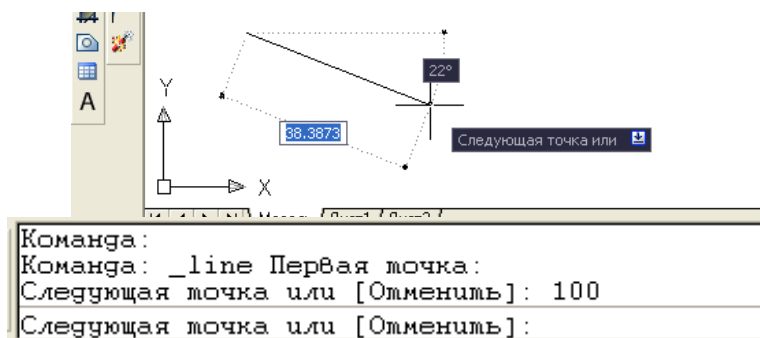 A
22°
Y
38.3873
Следующая точка или
X
Команда:
Команда: _line Первая точка:
Следующая точка или [Отменить]: 100
Следующая точка или [Отменить]: